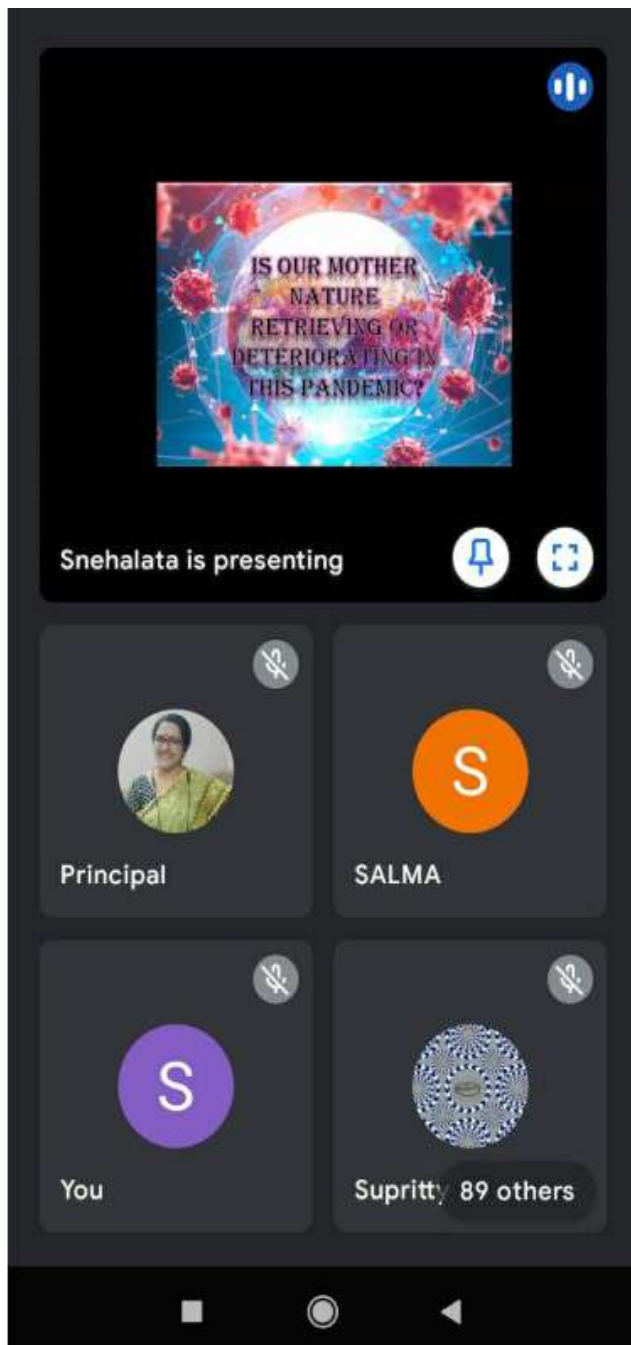 IS OUR MOTHER
NATURE
RETRIEVING OR
DETERIORATING IN
THIS PANDEMIC?
Snehalata is presenting
Principal
S
SALMA
S
You
Supritty
89 others